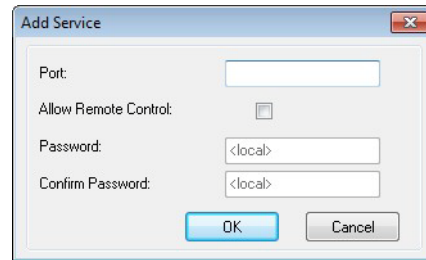 Add Service
Port:
Allow Remote Control:
Password: <local>
Confirm Password: <local>
OK Cancel